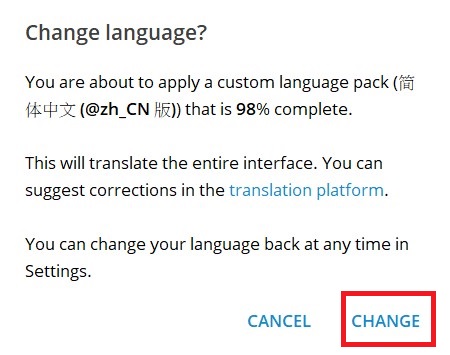 Change language?
You are about to apply a custom language pack (简
体中文 (@zh_CN 版)) that is 98% complete.
This will translate the entire interface. You can
suggest corrections in the translation platform.
You can change your language back at any time in
Settings.
CANCEL CHANGE